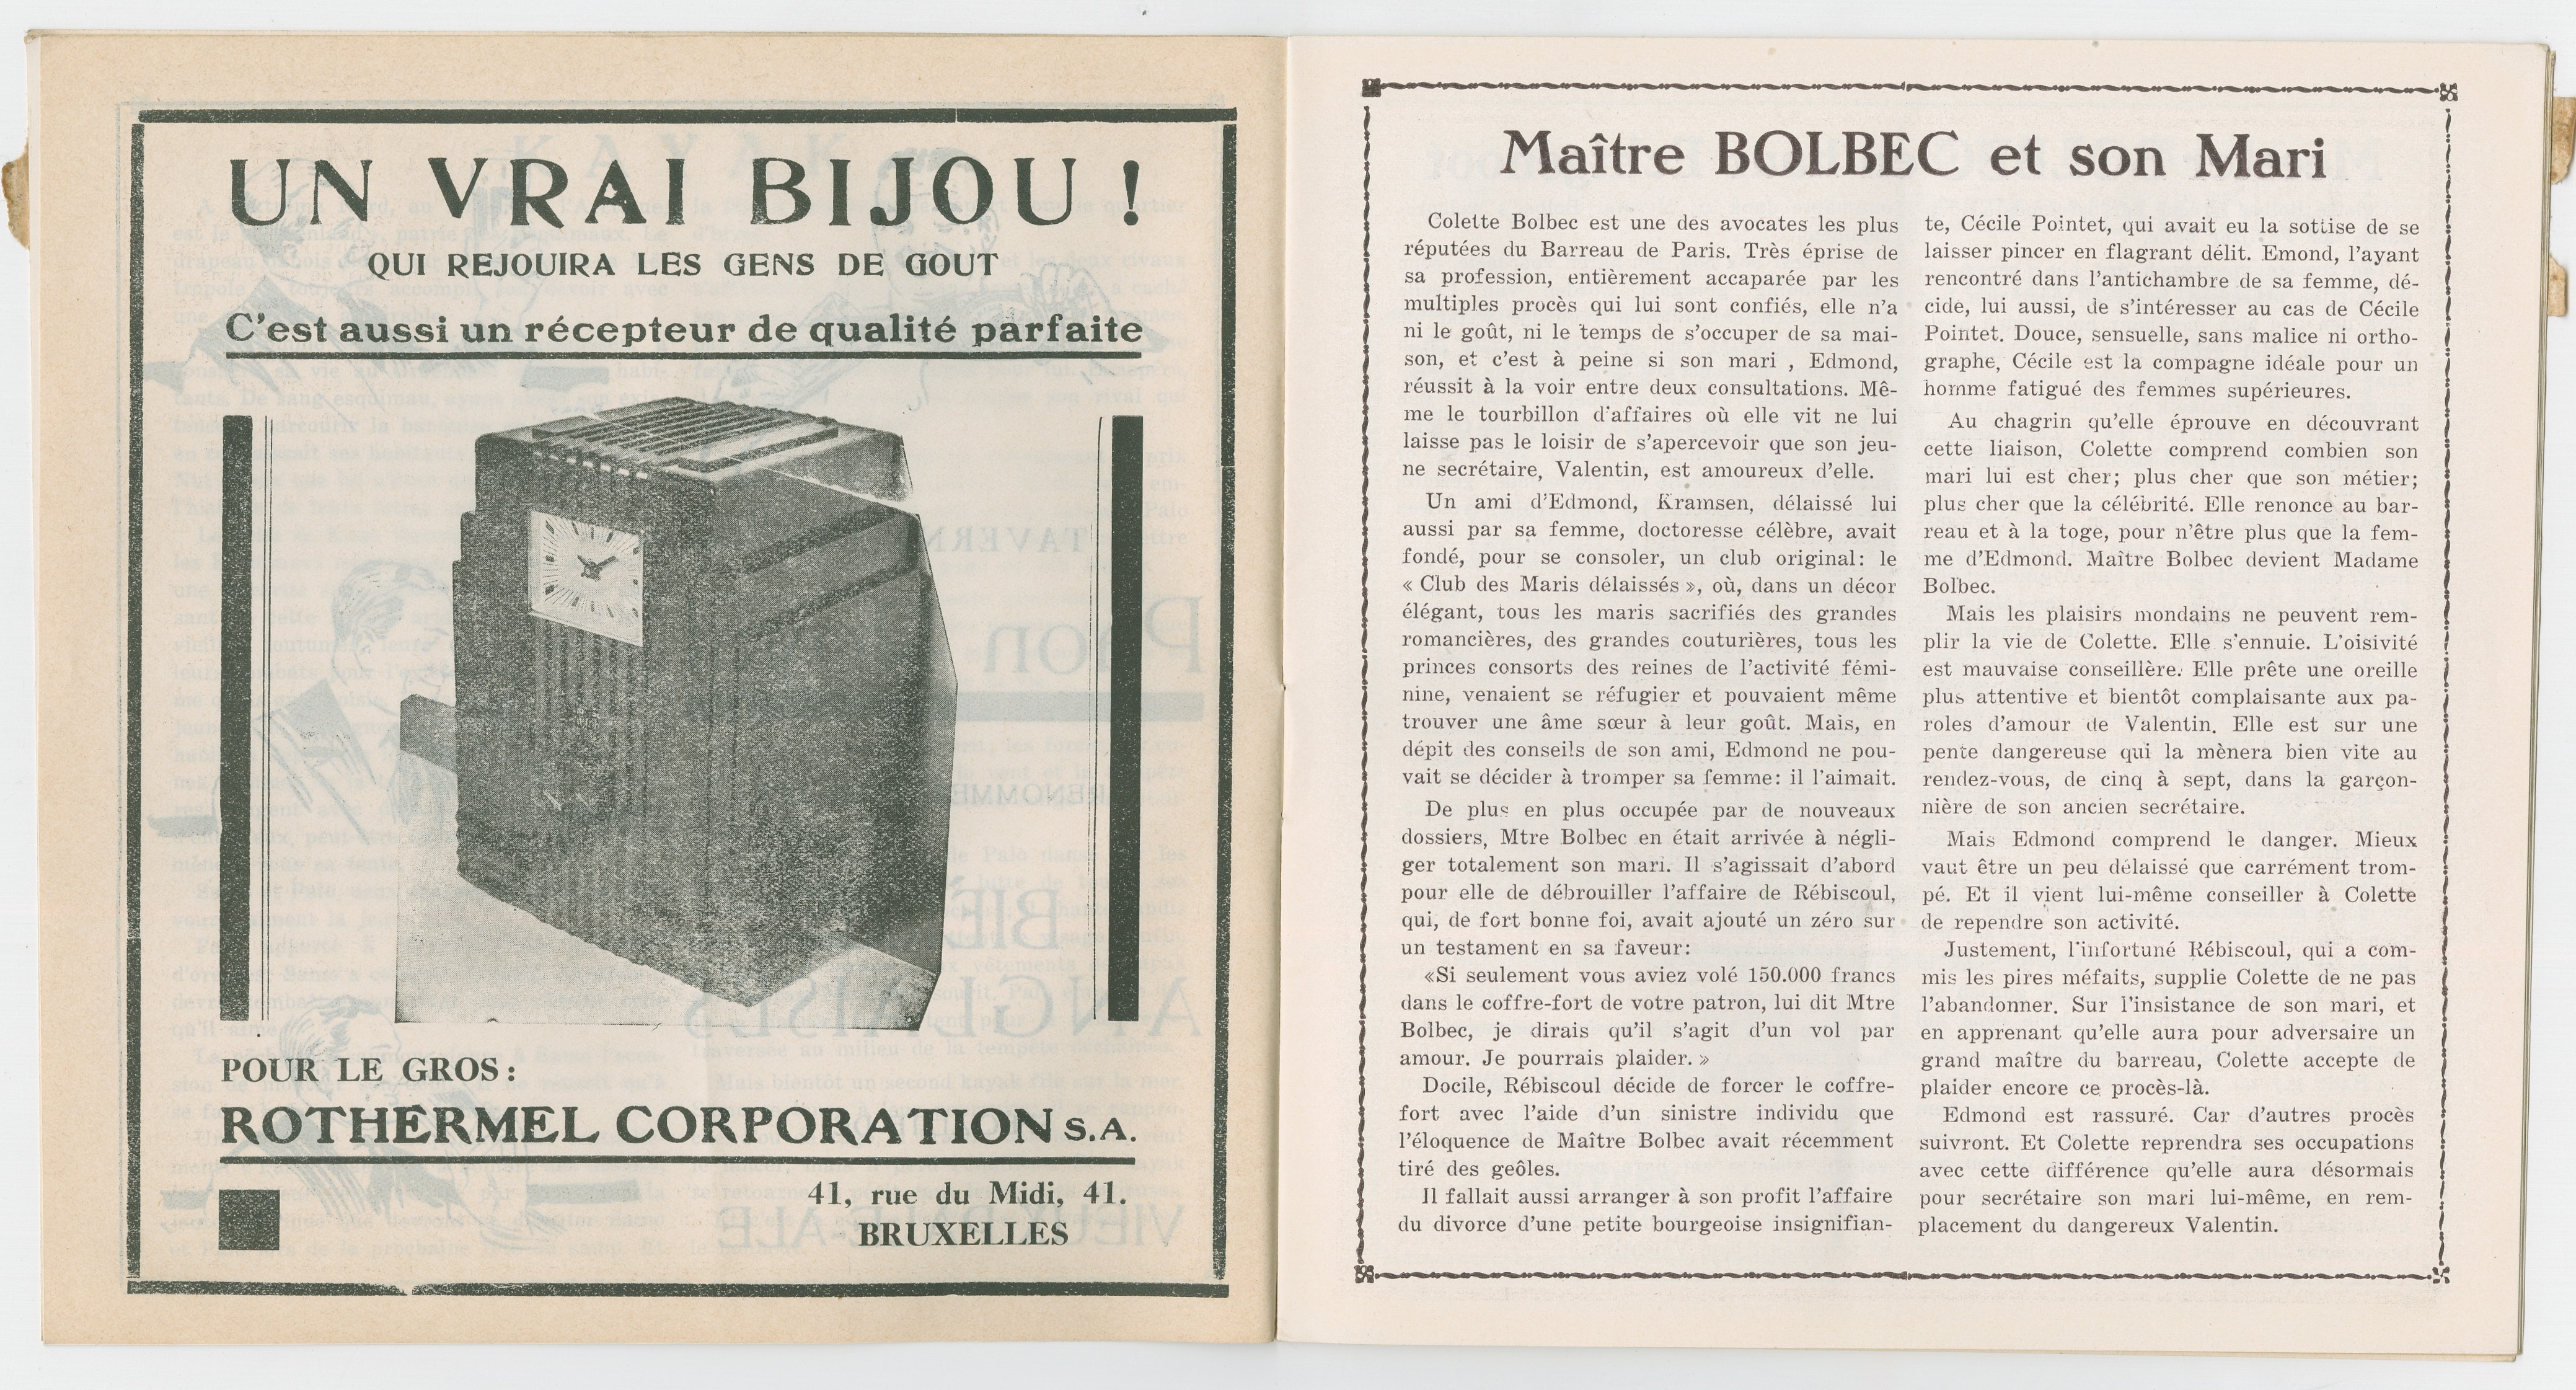 UN VRAI BIJOU !
QUI REJOUIRA LES GENS DE GOUT
C'est aussi un récepteur de qualité parfaite
POUR LE GROS :
ROTHERMEL CORPORATION S.A.
41, rue du Midi, 41.
BRUXELLES
Maître BOLBEC et son Mari
Colette Bolbec est une des avocates les plus
réputées du Barreau de Paris. Très éprise de
sa profession, entièrement accaparée par les
multiples procès qui lui sont confiés, elle n'a
ni le goût, ni le temps de s'occuper de sa mai-
son, et c'est à peine si son mari , Edmond,
réussit à la voir entre deux consultations. Mê-
me le tourbillon d'affaires où elle vit ne lui
laisse pas le loisir de s'apercevoir que son jeu-
ne secrétaire, Valentin, est amoureux d'elle.
Un ami d'Edmond, Kramsen, délaissé lui
aussi par sa femme, doctoresse célèbre, avait
fondé, pour se consoler, un club original: le
« Club des Maris délaissés », où, dans un décor
élégant, tous les maris sacrifiés des grandes
romancières, des grandes couturières, tous les
princes consorts des reines de l'activité fémi-
nine, venaient se réfugier et pouvaient même
trouver une âme sœur à leur goût. Mais, en
dépit des conseils de son ami, Edmond ne pou-
vait se décider à tromper sa femme: il l'aimait.
De plus en plus occupée par de nouveaux
dossiers, Mtre Bolbec en était arrivée à négli-
ger totalement son mari. Il s'agissait d'abord
pour elle de débrouiller l'affaire de Rébiscoul,
qui, de fort bonne foi, avait ajouté un zéro sur
un testament en sa faveur:
«Si seulement vous aviez volé 150.000 francs
dans le coffre-fort de votre patron, lui dit Mtre
Bolbec, je dirais qu'il s'agit d'un vol par
amour. Je pourrais plaider. »
Docile, Rébiscoul décide de forcer le coffre-
fort avec l'aide d'un sinistre individu que
l'éloquence de Maître Bolbec avait récemment
tiré des geôles.
Il fallait aussi arranger à son profit l'affaire
du divorce d'une petite bourgeoise insignifian-
te, Cécile Pointet, qui avait eu la sottise de se
laisser pincer en flagrant délit. Emond, l'ayant
rencontré dans l'antichambre de sa femme, dé-
cide, lui aussi, de s'intéresser au cas de Cécile
Pointet. Douce, sensuelle, sans malice ni ortho-
graphe, Cécile est la compagne idéale pour un
homme fatigué des femmes supérieures.
Au chagrin qu'elle éprouve en découvrant
cette liaison, Colette comprend combien son
mari lui est cher; plus cher que son métier;
plus cher que la célébrité. Elle renonce au bar-
reau et à la toge, pour n'être plus que la fem-
me d'Edmond. Maître Bolbec devient Madame
Bolbec.
Mais les plaisirs mondains ne peuvent rem-
plir la vie de Colette. Elle s'ennuie. L'oisivité
est mauvaise conseillère. Elle prête une oreille
plus attentive et bientôt complaisante aux pa-
roles d'amour de Valentin. Elle est sur une
pente dangereuse qui la mènera bien vite au
rendez-vous, de cinq à sept, dans la garçon-
nière de son ancien secrétaire.
Mais Edmond comprend le danger. Mieux
vaut être un peu délaissé que carrément trom-
pé. Et il vient lui-même conseiller à Colette
de rependre son activité.
Justement, l'infortuné Rébiscoul, qui a com-
mis les pires méfaits, supplie Colette de ne pas
l'abandonner. Sur l'insistance de son mari, et
en apprenant qu'elle aura pour adversaire un
grand maître du barreau, Colette accepte de
plaider encore ce procès-là.
Edmond est rassuré. Car d'autres procès
suivront. Et Colette reprendra ses occupations
avec cette différence qu'elle aura désormais
pour secrétaire son mari lui-même, en rem-
placement du dangereux Valentin.